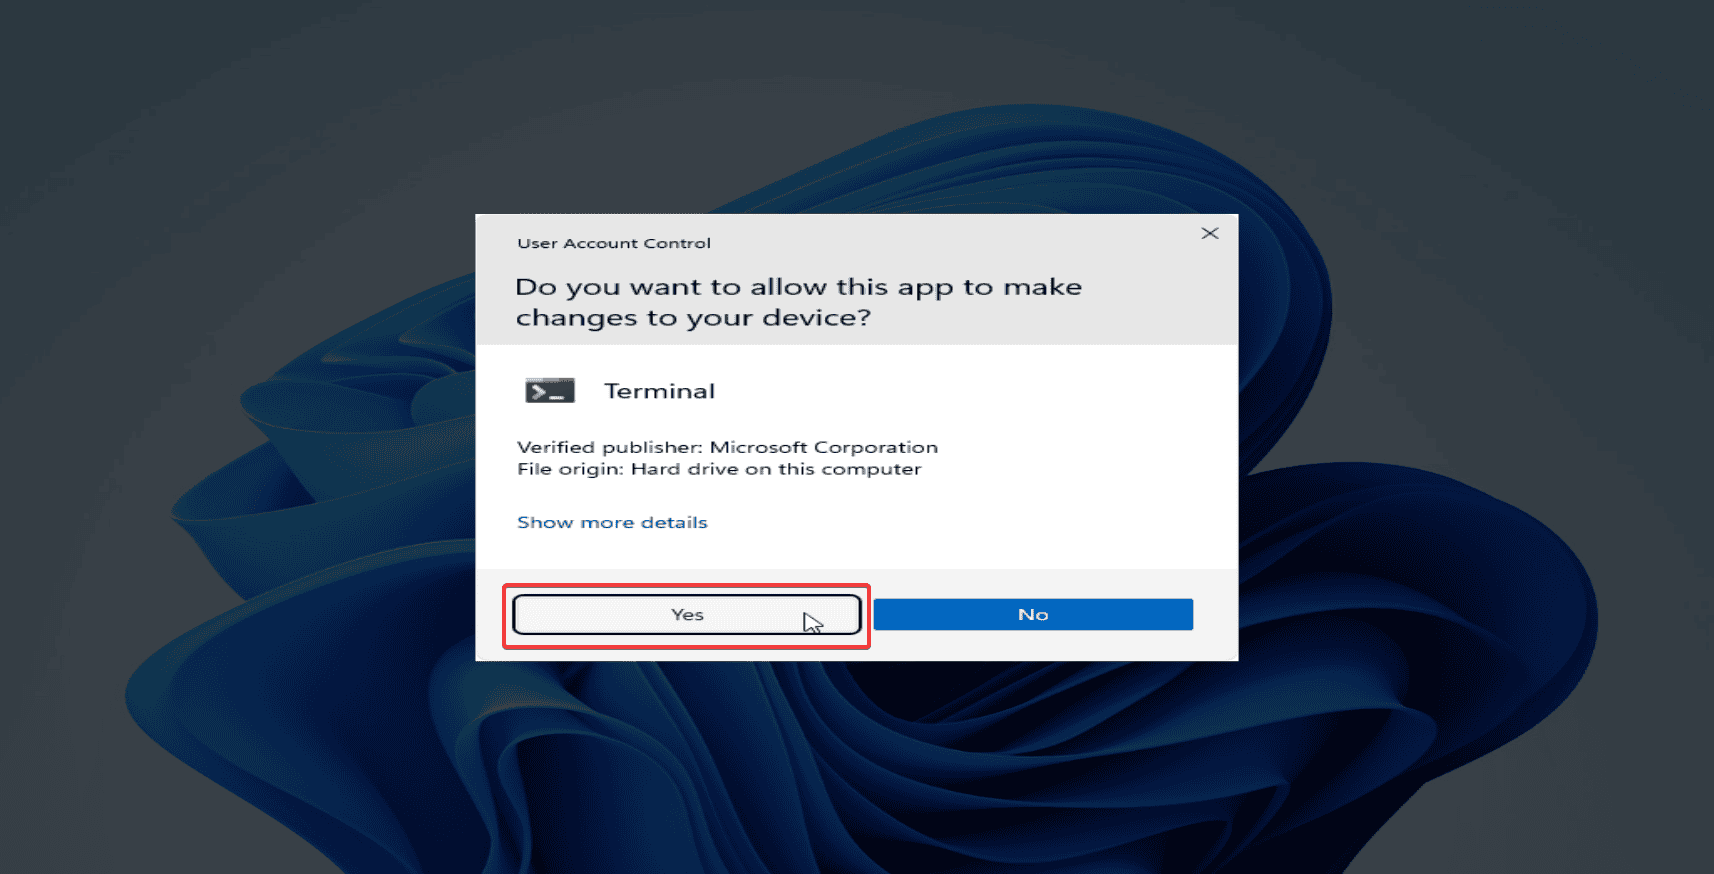 User Account Control
Do you want to allow this app to make
changes to your device?
Terminal
Verified publisher: Microsoft Corporation
File origin: Hard drive on this computer
Show more details
Yes
No